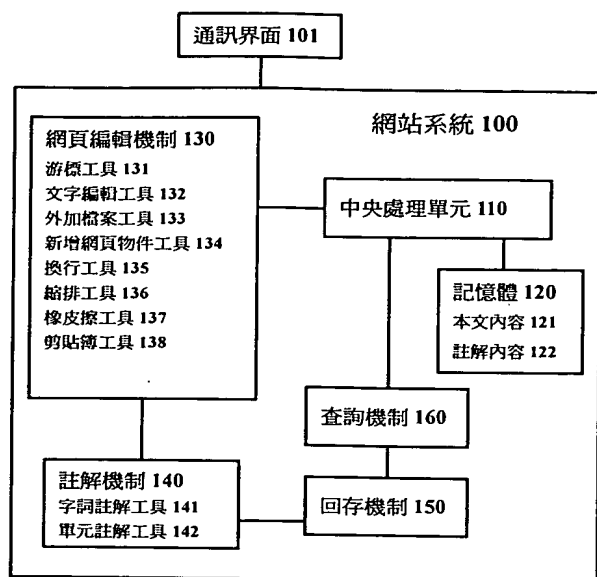 通訊界面 101
網站系統 100
網頁編輯機制 130
游標工具 131
文字編輯工具 132
外加檔案工具 133
新增網頁物件工具 134
換行工具 135
縮排工具 136
橡皮擦工具 137
剪貼簿工具 138
中央處理單元 110
記憶體 120
本文內容 121
註解內容 122
查詢機制 160
註解機制 140
字詞註解工具 141
單元註解工具 142
回存機制 150